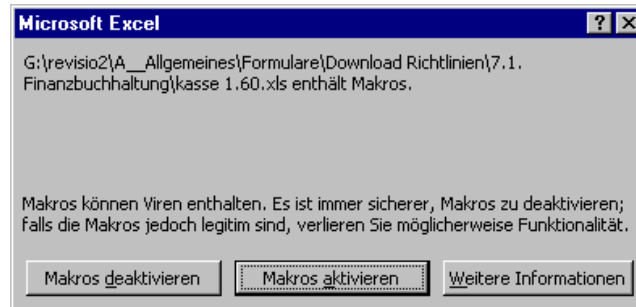 Microsoft Excel
G:\revisio2\A__Allgemeines\Formulare\Download Richtlinien\7.1.
Finanzbuchhaltung\kasse 1.60.xls enthält Makros.
Makros können Viren enthalten. Es ist immer sicherer, Makros zu deaktivieren;
falls die Makros jedoch legitim sind, verlieren Sie möglicherweise Funktionalität.
Makros deaktivieren Makros aktivieren Weitere Informationen